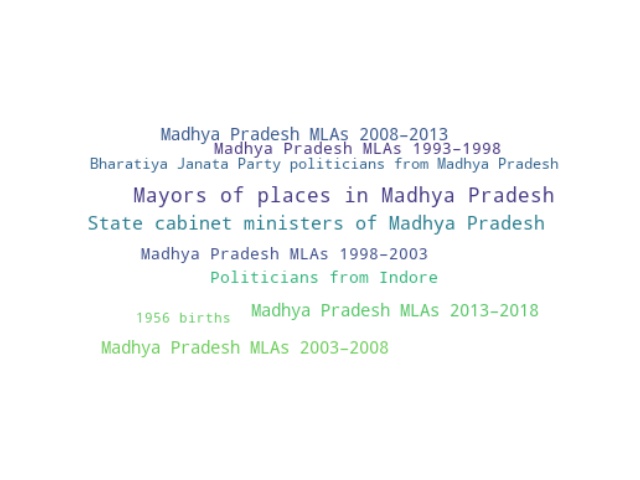 Madhya Pradesh MLAs 2008–2013
Madhya Pradesh MLAs 1993–1998
Bharatiya Janata Party politicians from Madhya Pradesh
Mayors of places in Madhya Pradesh
State cabinet ministers of Madhya Pradesh
Madhya Pradesh MLAs 1998–2003
Politicians from Indore
Madhya Pradesh MLAs 2013–2018
1956 births
Madhya Pradesh MLAs 2003–2008